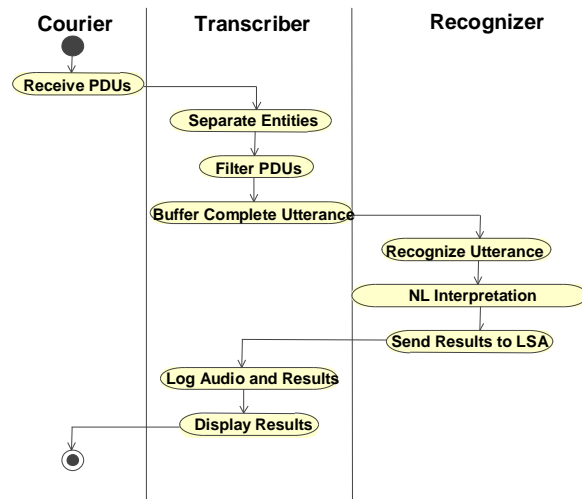 Courier
Transcriber
Recognizer
Receive PDUs
Separate Entities
Filter PDUs
Buffer Complete Utterance
Recognize Utterance
NL Interpretation
Send Results to LSA
Log Audio and Results
Display Results